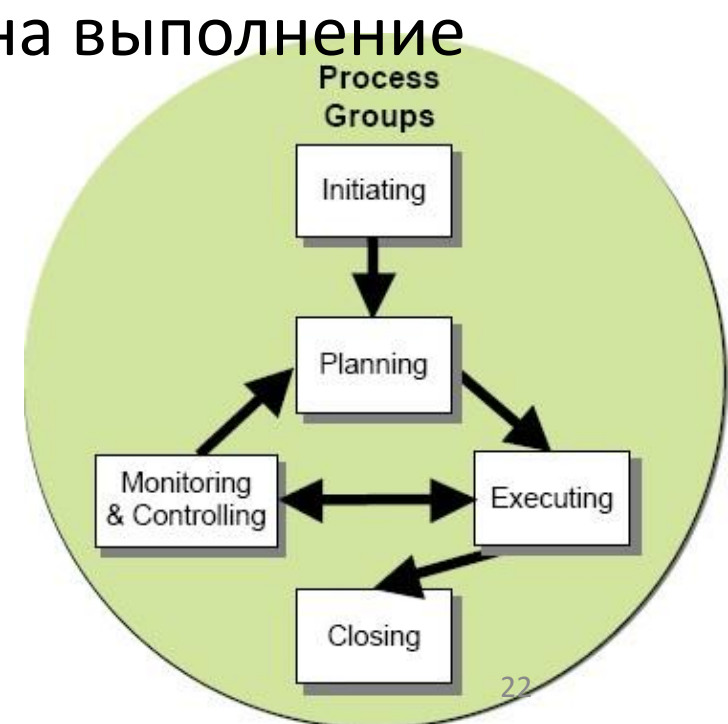 на выполнение
Process
Groups
Initiating
Planning
Monitoring
& Controlling
Executing
Closing
22